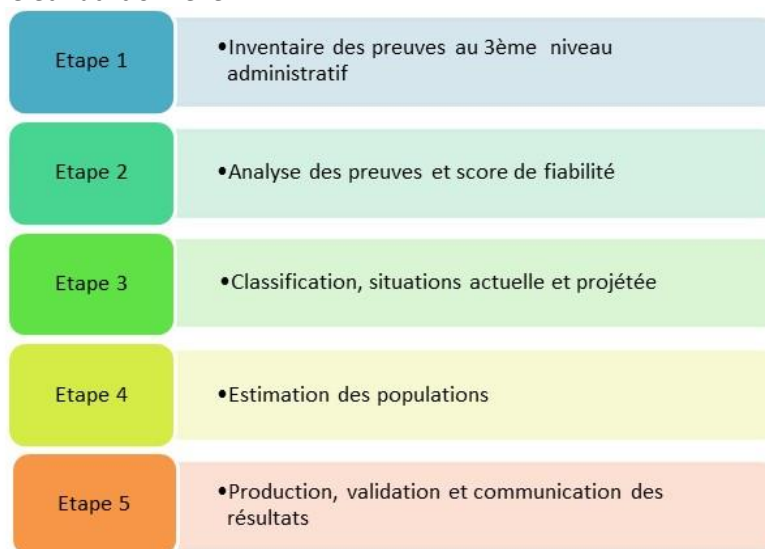 Etape 1
•Inventaire des preuves au 3ème niveau
administratif
Etape 2
•Analyse des preuves et score de fiabilité
Etape 3
•Classification, situations actuelle et projétée
Etape 4
•Estimation des populations
Etape 5
•Production, validation et communication des
résultats